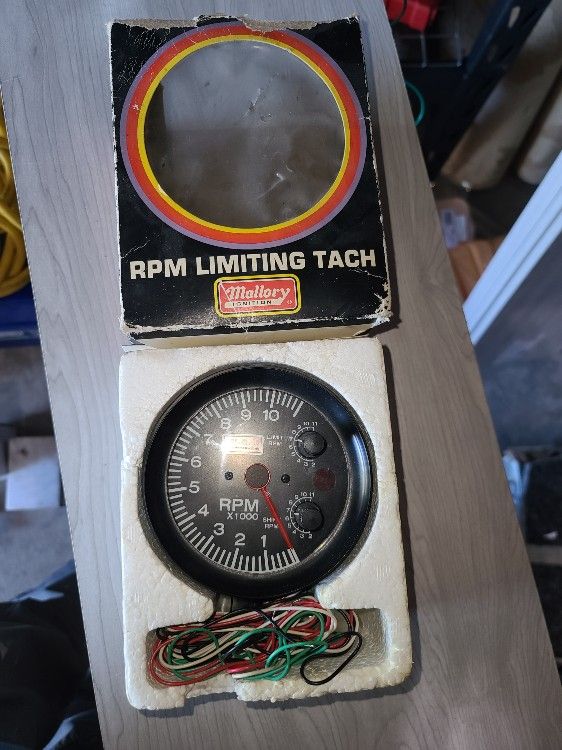 RPM LIMITING TACH
Mallory
IGNITION
10
9
8
7
6
5
4
3
2
1
LIMIT
RPM
RPM
X1000
SHIFT
RPM